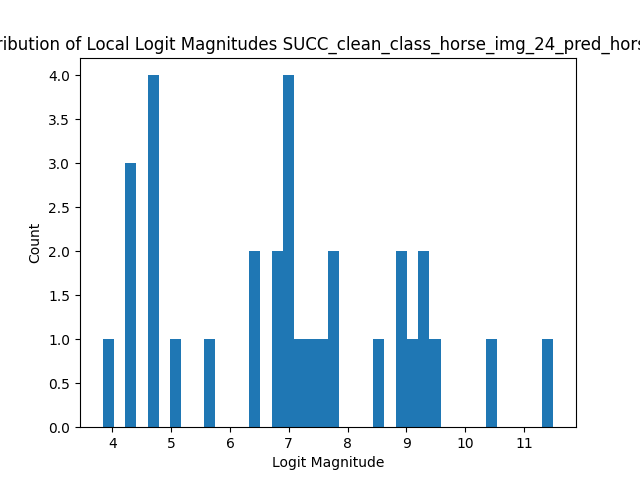 ribution of Local Logit Magnitudes SUCC_clean_class_horse_img_24_pred_hors
4.0
3.5
3.0
2.5
2.0
1.5
1.0
0.5
0.0
Count
4 5 6 7 8 9 10 11
Logit Magnitude